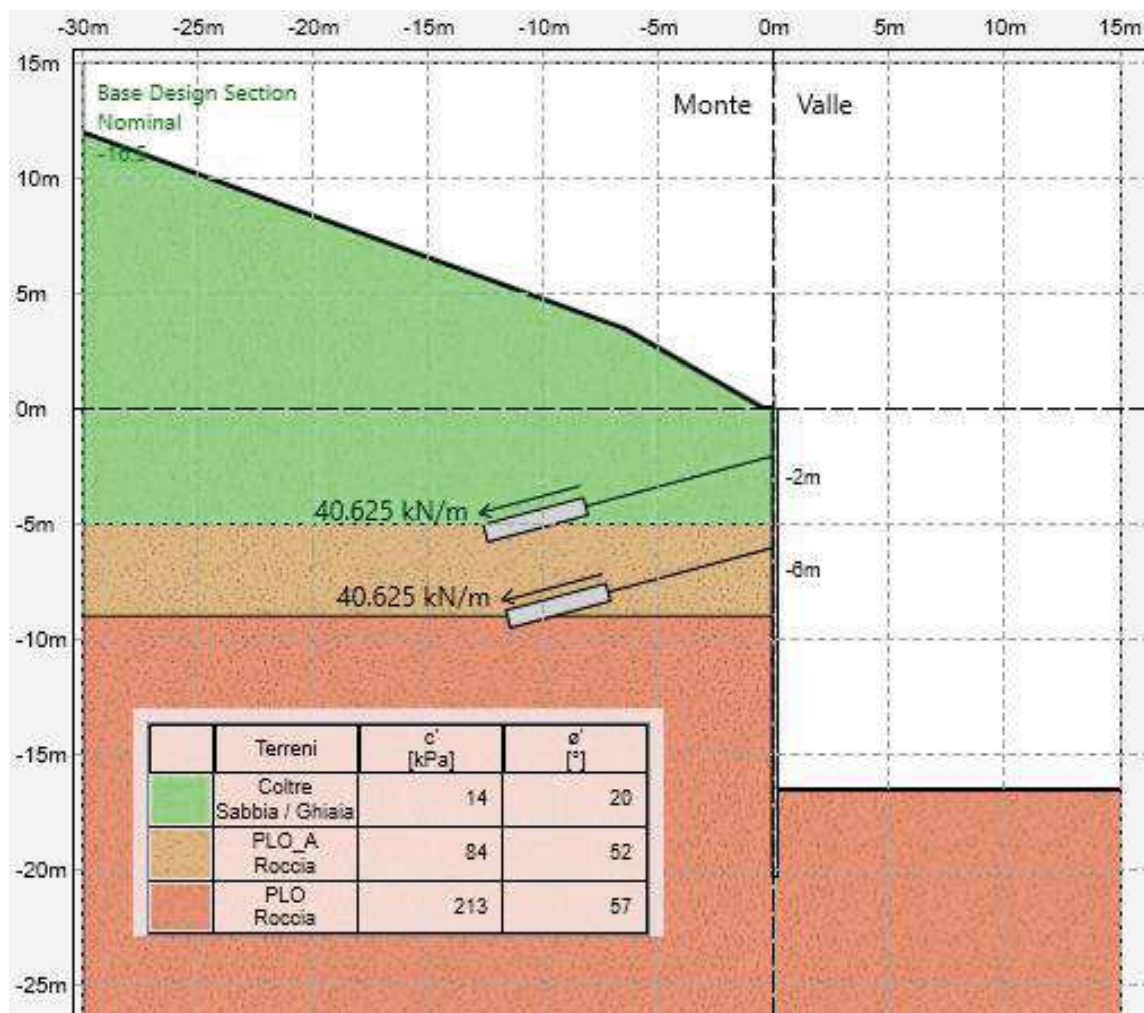 -30m -25m -20m -15m -10m -5m 0m 5m 10m 15m
15m
Base Design Section
Nominal
-16.5
Monte Valle
10m
5m
0m
-2m
40.625 kN/m
-5m
-6m
40.625 kN/m
-10m
Terreni c' ø'
[kPa] [°]
Coltre
Sabbia / Ghiaia 14 20
PLO_A
Roccia 84 52
PLO
Roccia 213 57
-15m
-20m
-25m